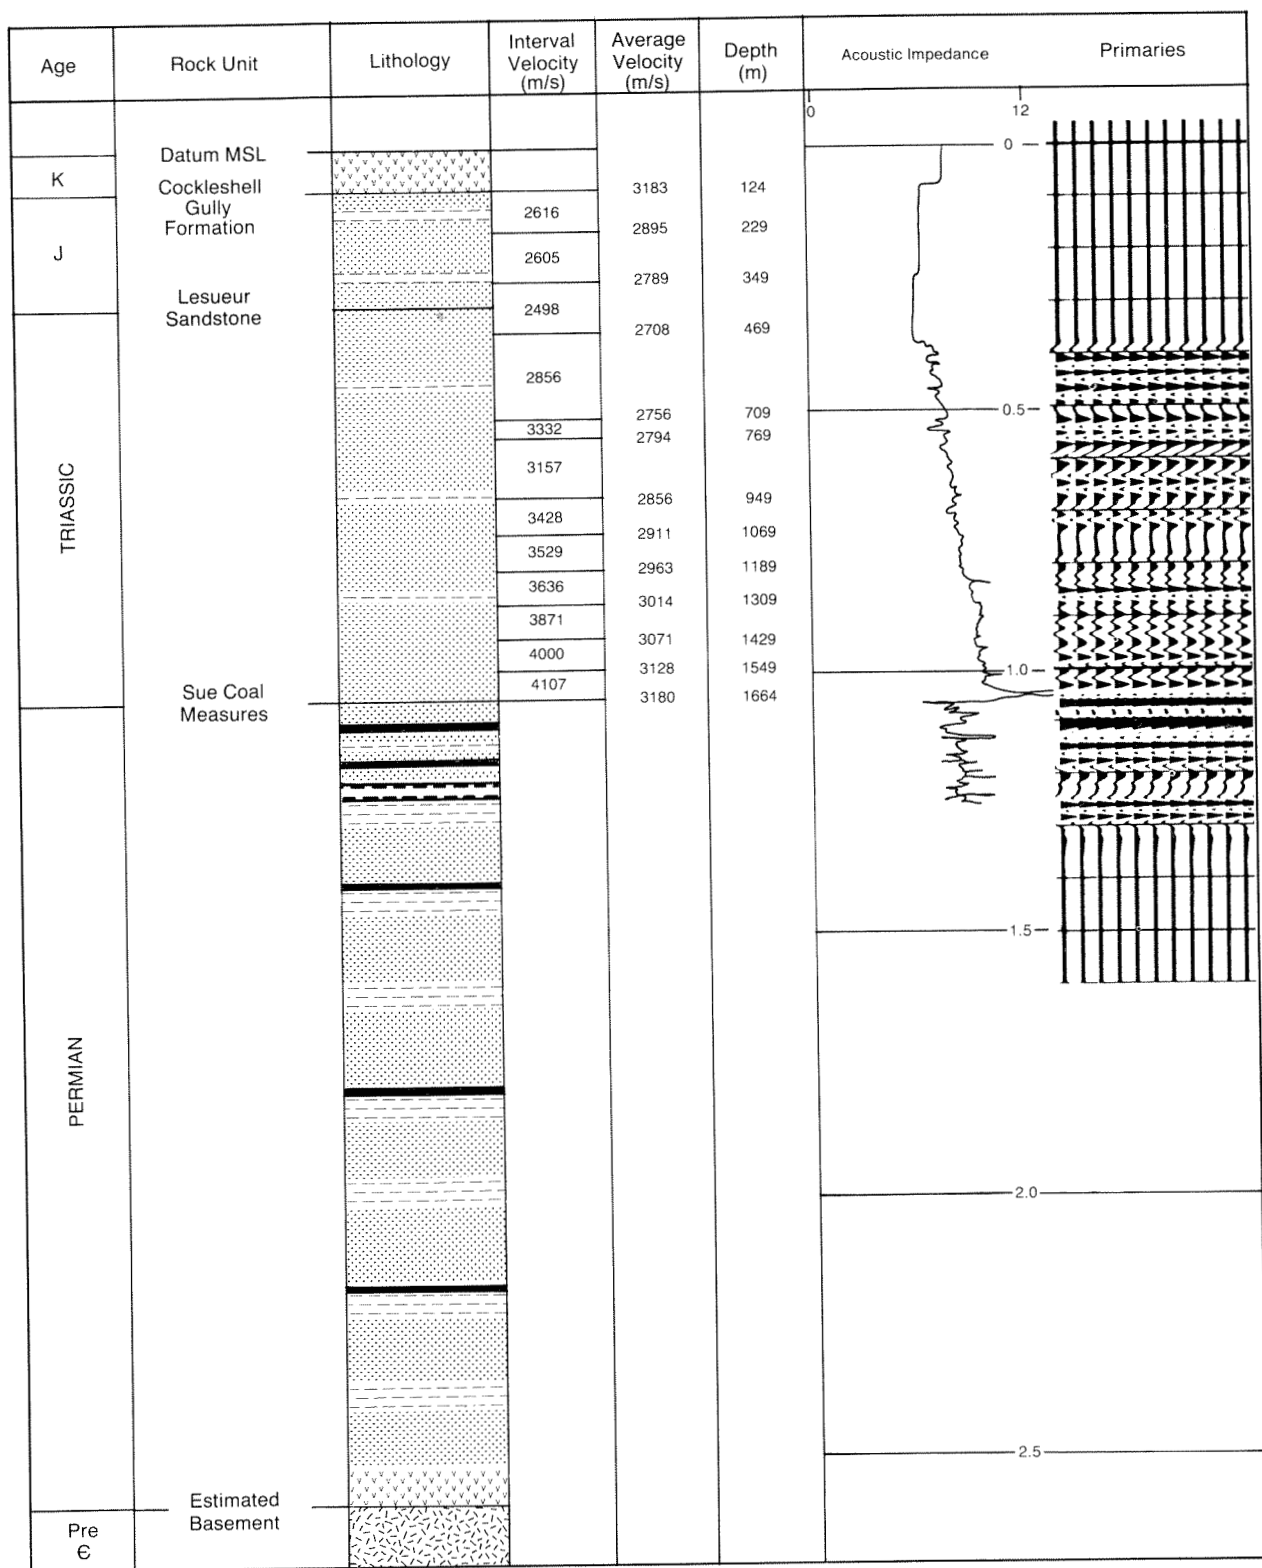 Age
Rock Unit
Lithology
Interval
Velocity
(m/s)
Average
Velocity
(m/s)
Depth
(m)
Acoustic Impedance
Primaries
0
12
Datum MSL
0
K
Cockleshell
Gully
Formation
3183
124
2616
2895
229
J
2605
2789
349
Lesueur
Sandstone
2498
2708
469
2856
2756
709
0.5
3332
2794
769
TRIASSIC
3157
2856
949
3428
2911
1069
3529
2963
1189
3636
3014
1309
3871
3071
1429
4000
3128
1549
1.0
4107
Sue Coal
Measures
3180
1664
1.5
PERMIAN
2.0
2.5
Estimated
Basement
Pre
Є